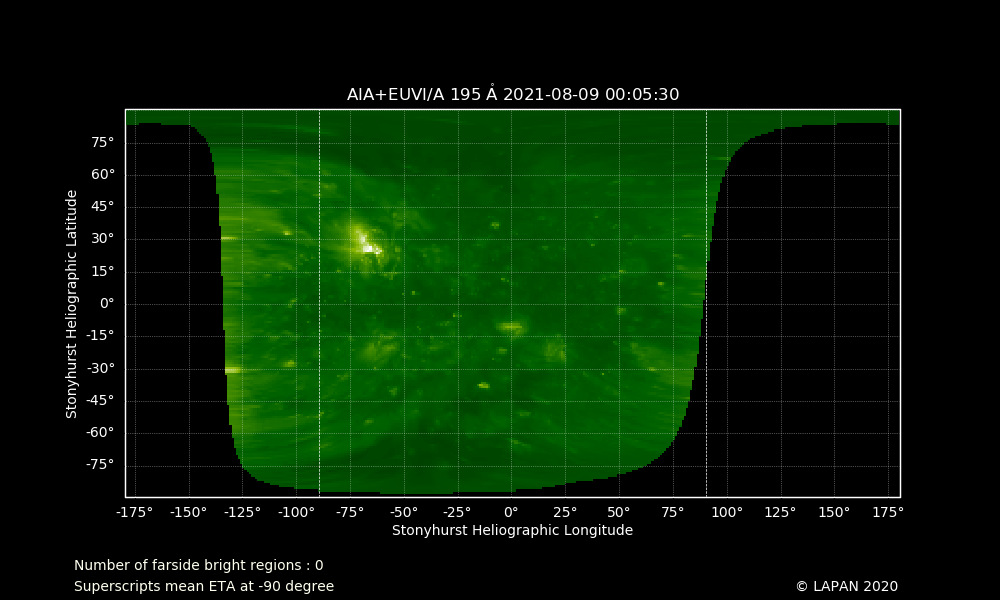 AIA+EUVI/A 195 Å 2021-08-09 00:05:30
75°
60°
45°
30°
15°
0°
-15°
-30°
-45°
-60°
-75°
Stonyhurst Heliographic Latitude
-175° -150° -125° -100° -75° -50° -25° 0° 25° 50° 75° 100° 125° 150° 175°
Stonyhurst Heliographic Longitude
Number of farside bright regions : 0
Superscripts mean ETA at -90 degree
© LAPAN 2020